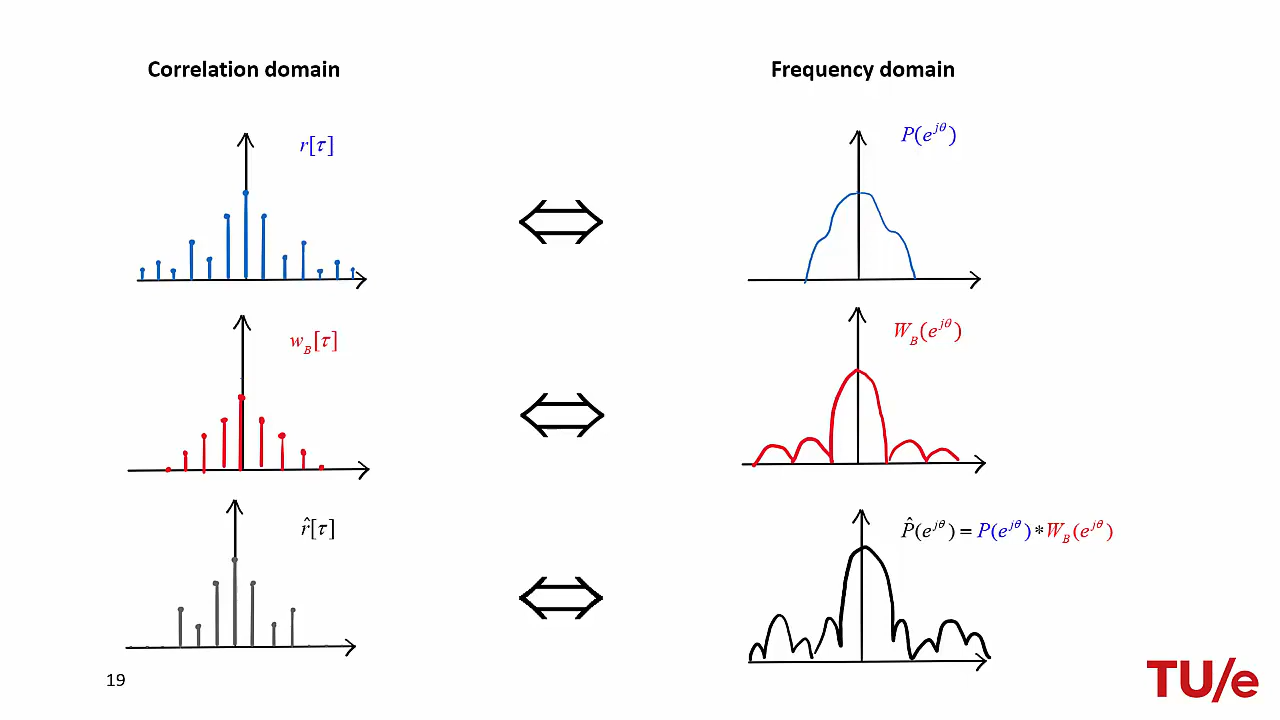 Correlation domain
Frequency domain
r[τ]
P(e^{jθ})
w_B[τ]
W_B(e^{jθ})
r̂[τ]
P̂(e^{jθ}) = P(e^{jθ}) * W_B(e^{jθ})
19
TU/e